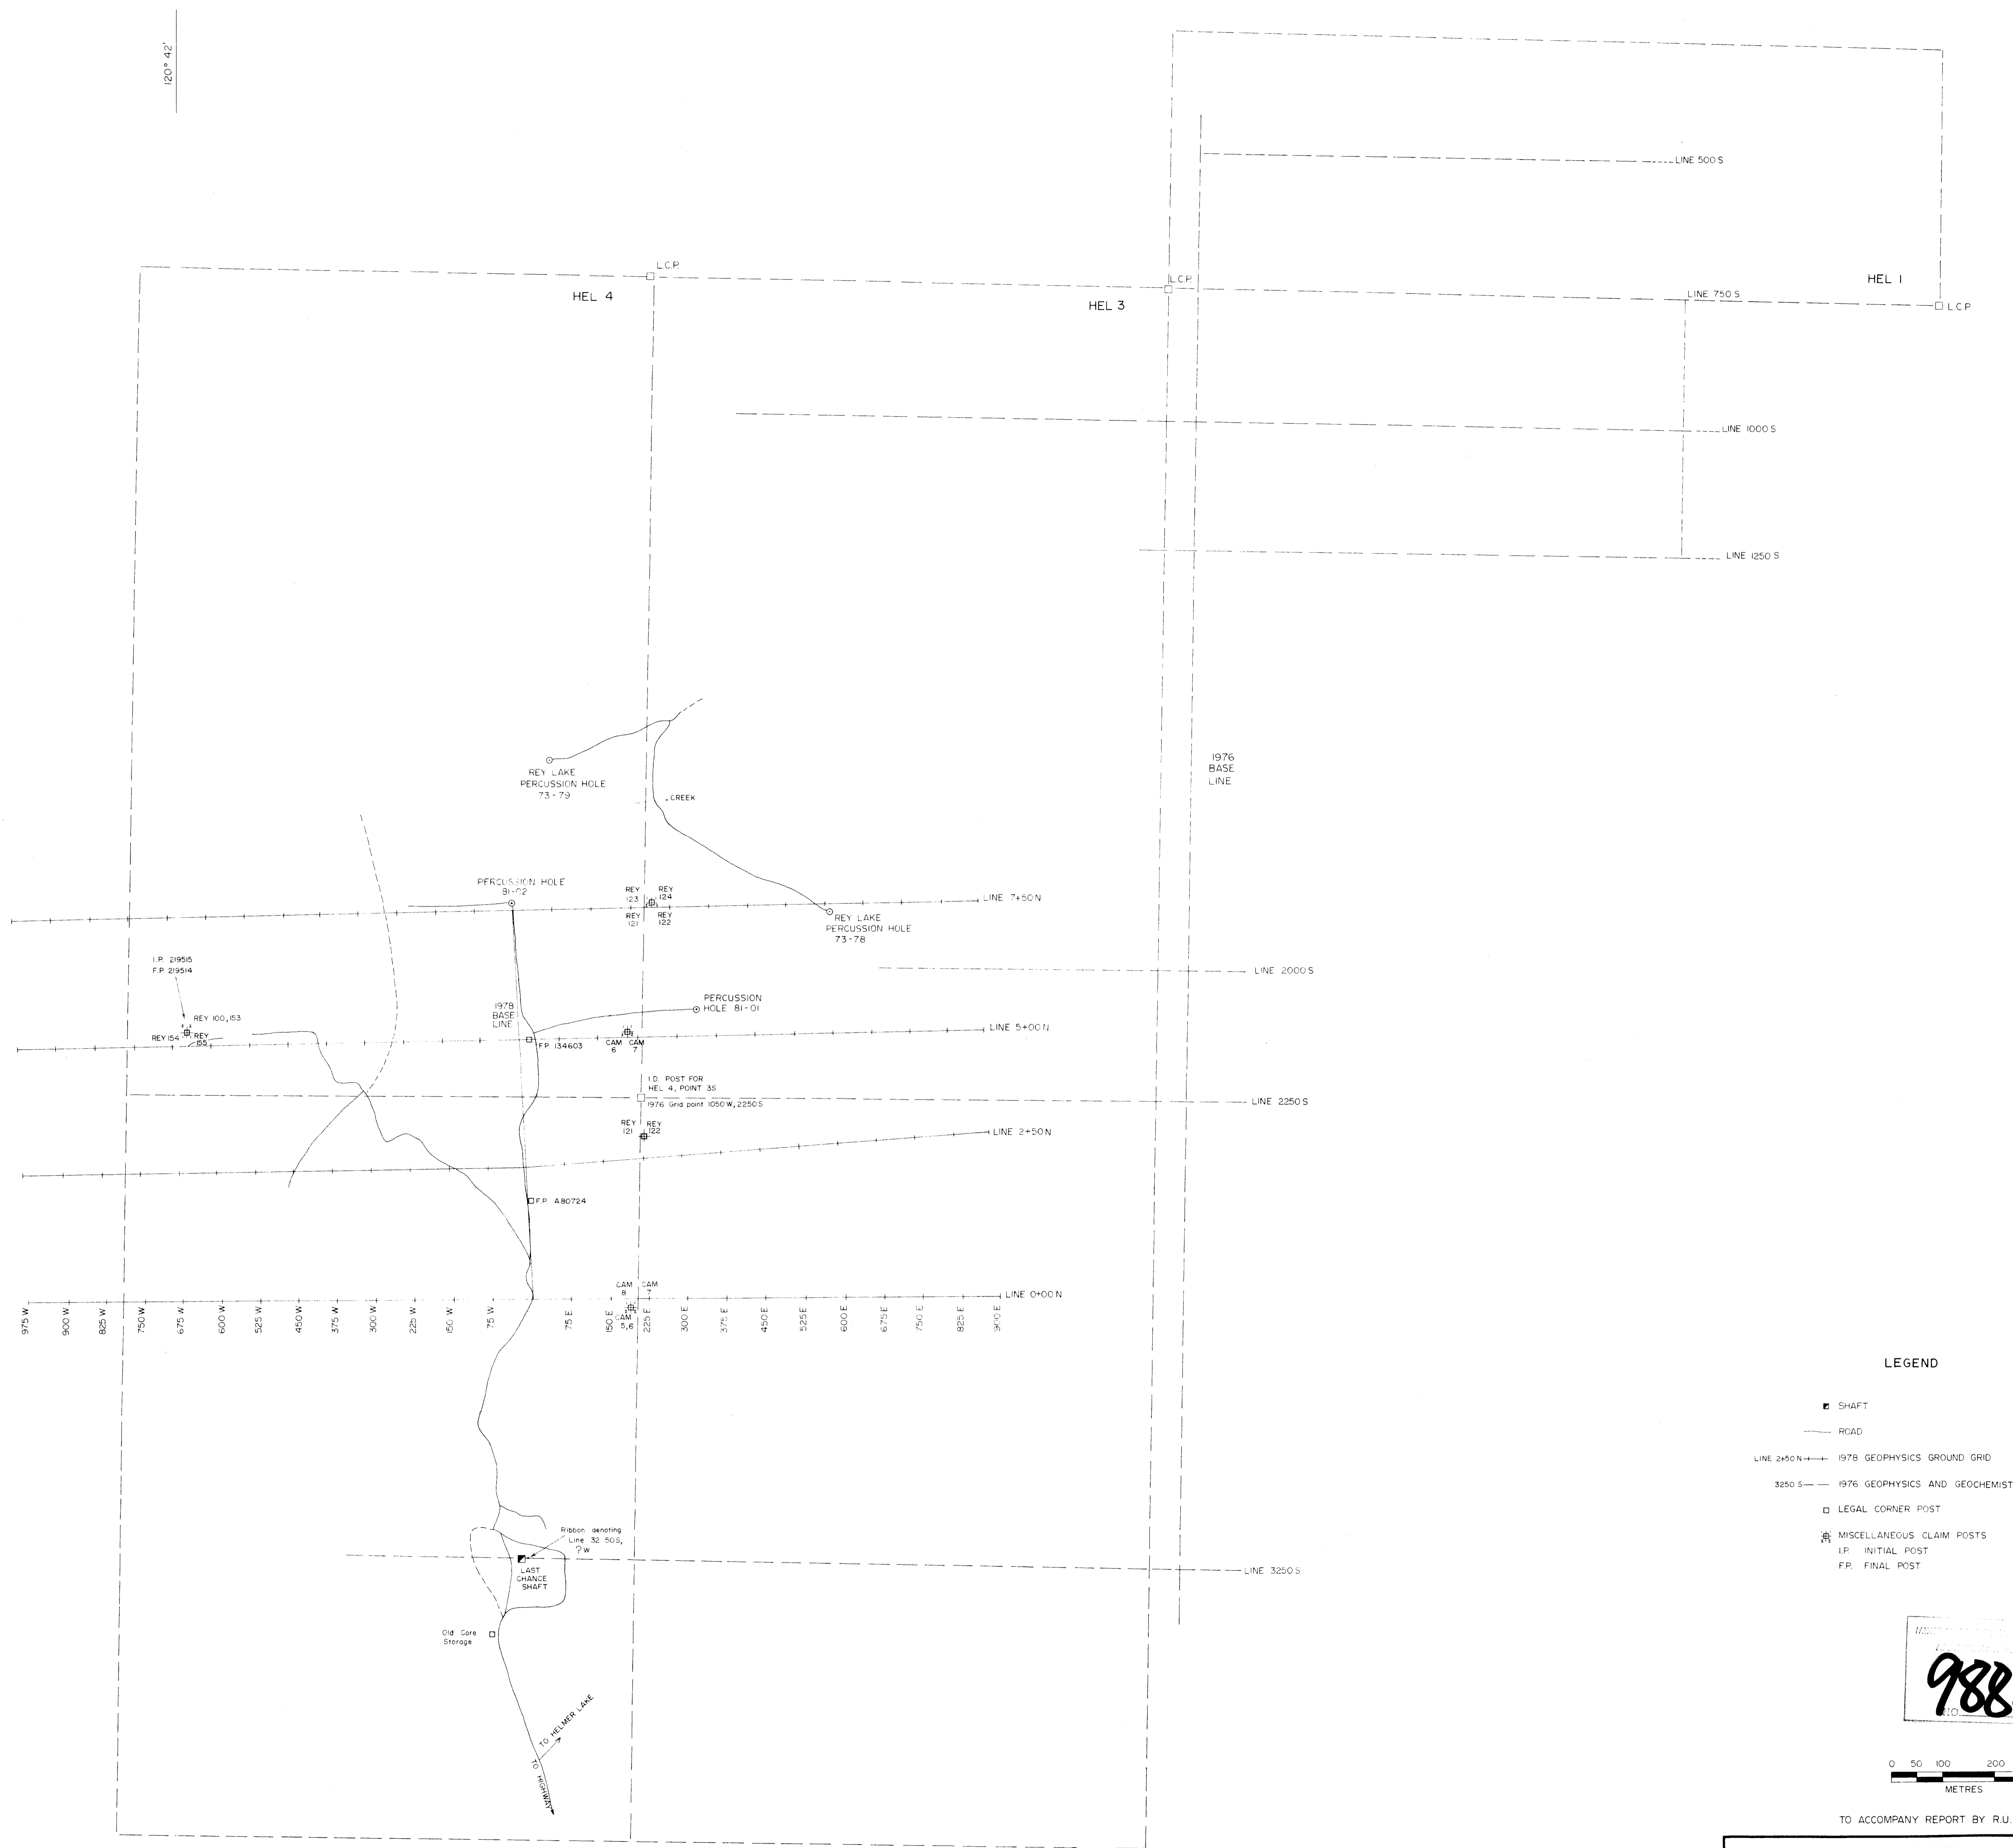 120° 42'
LINE 500 S
L.C.P.
HEL 4
L.C.P.
HEL 3
HEL 1
LINE 750 S
L.C.P
LINE 1000 S
LINE 1250 S
REY LAKE
PERCUSSION HOLE
73-79
CREEK
1976
BASE
LINE
PERCUSSION HOLE
81-02
REY
123
REY
124
REY
121
REY
122
LINE 7+50 N
REY LAKE
PERCUSSION HOLE
73-78
I.P. 219515
F.P. 219514
LINE 2000 S
REY 100,153
REY 154
REY
155
1978
BASE
LINE
PERCUSSION
HOLE 81-01
LINE 5+00 N
F.P. 134603
CAM
6
CAM
7
I.D. POST FOR
HEL 4, POINT 3S
1976 Grid point 1050 W, 2250 S
LINE 2250 S
REY
121
REY
122
LINE 2+50 N
F.P. A80724
CAM
8
CAM
7
CAM
5,6
LINE 0+00 N
975 W
900 W
825 W
750 W
675 W
600 W
525 W
450 W
375 W
300 W
225 W
150 W
75 W
75 E
150 E
225 E
300 E
375 E
450 E
525 E
600 E
675 E
750 E
825 E
900 E
LEGEND
SHAFT
ROAD
LINE 2+50 N 1978 GEOPHYSICS GROUND GRID
3250 S 1976 GEOPHYSICS AND GEOCHEMIST
LEGAL CORNER POST
MISCELLANEOUS CLAIM POSTS
I.P. INITIAL POST
F.P. FINAL POST
Ribbon denoting
Line 32 50S,
? W
LAST
CHANCE
SHAFT
LINE 3250 S
Old Core
Storage
TO HELMER LAKE
TO HIGHWAY
988
NO.
0 50 100 200
METRES
TO ACCOMPANY REPORT BY R.U.